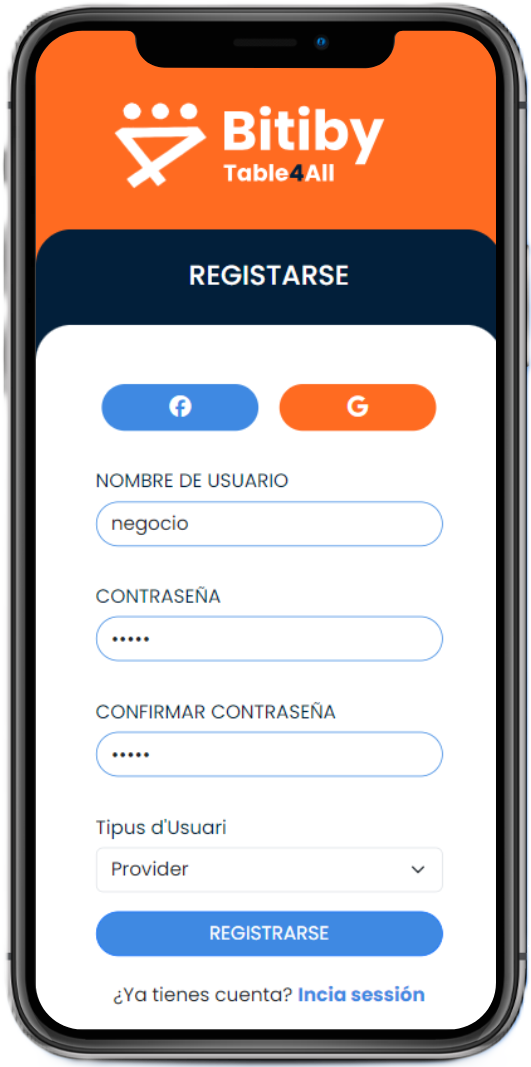 Bitiby
Table4All
REGISTARSE
NOMBRE DE USUARIO
negocio
CONTRASEÑA
•••••
CONFIRMAR CONTRASEÑA
•••••
Tipus d'Usuari
Provider
REGISTRARSE
¿Ya tienes cuenta? Incia sessión